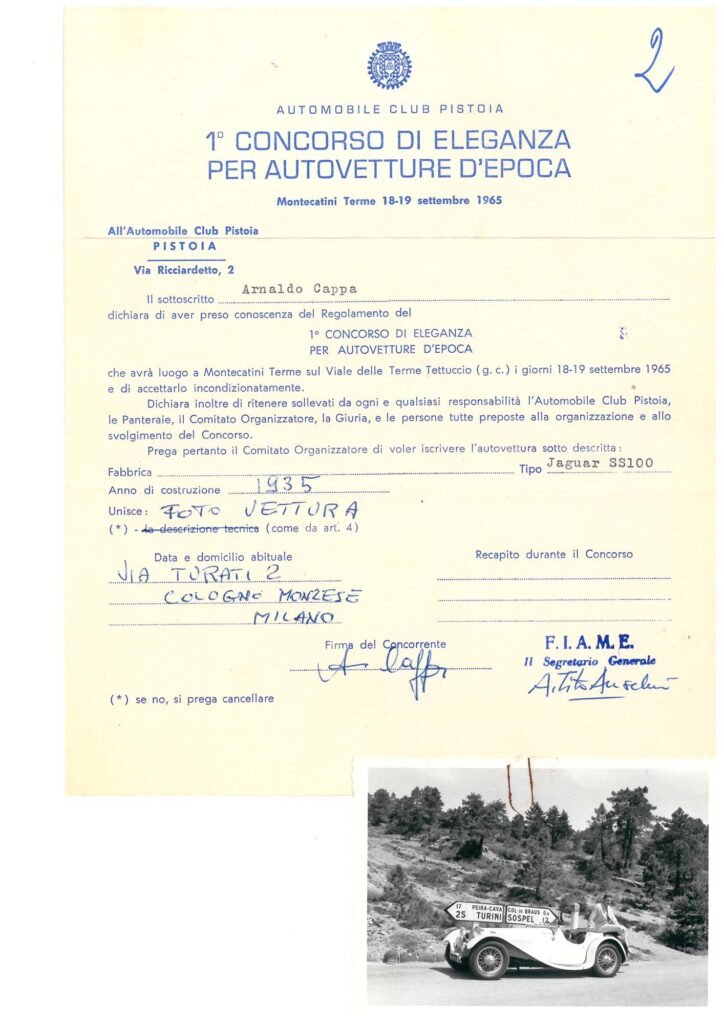 2
AUTOMOBILE CLUB PISTOIA
1° CONCORSO DI ELEGANZA
PER AUTOVETTURE D'EPOCA
Montecatini Terme 18-19 settembre 1965
All'Automobile Club Pistoia
PISTOIA
Via Ricciardetto, 2
Il sottoscritto Arnaldo Cappa
dichiara di aver preso conoscenza del Regolamento del
1° CONCORSO DI ELEGANZA
PER AUTOVETTURE D'EPOCA
che avrà luogo a Montecatini Terme sul Viale delle Terme Tettuccio (g. c.) i giorni 18-19 settembre 1965
e di accettarlo incondizionatamente.
Dichiara inoltre di ritenere sollevati da ogni e qualsiasi responsabilità l'Automobile Club Pistoia,
le Panteraie, il Comitato Organizzatore, la Giuria, e le persone tutte preposte alla organizzazione e allo
svolgimento del Concorso.
Prega pertanto il Comitato Organizzatore di voler iscrivere l'autovettura sotto descritta :
Fabbrica Tipo Jaguar SS100
Anno di costruzione 1935
Unisce : FOTO VETTURA
(*) - la descrizione tecnica (come da art. 4)
Data e domicilio abituale Recapito durante il Concorso
VIA TURATI 2
COLOGNO MONZESE
MILANO
Firma del Concorrente
A Cappa
F. I. A. M. E.
Il Segretario Generale
(*) se no, si prega cancellare
17 PEIRA-CAVA
25 TURINI
COL DE BRAUS
SOSPEL 12